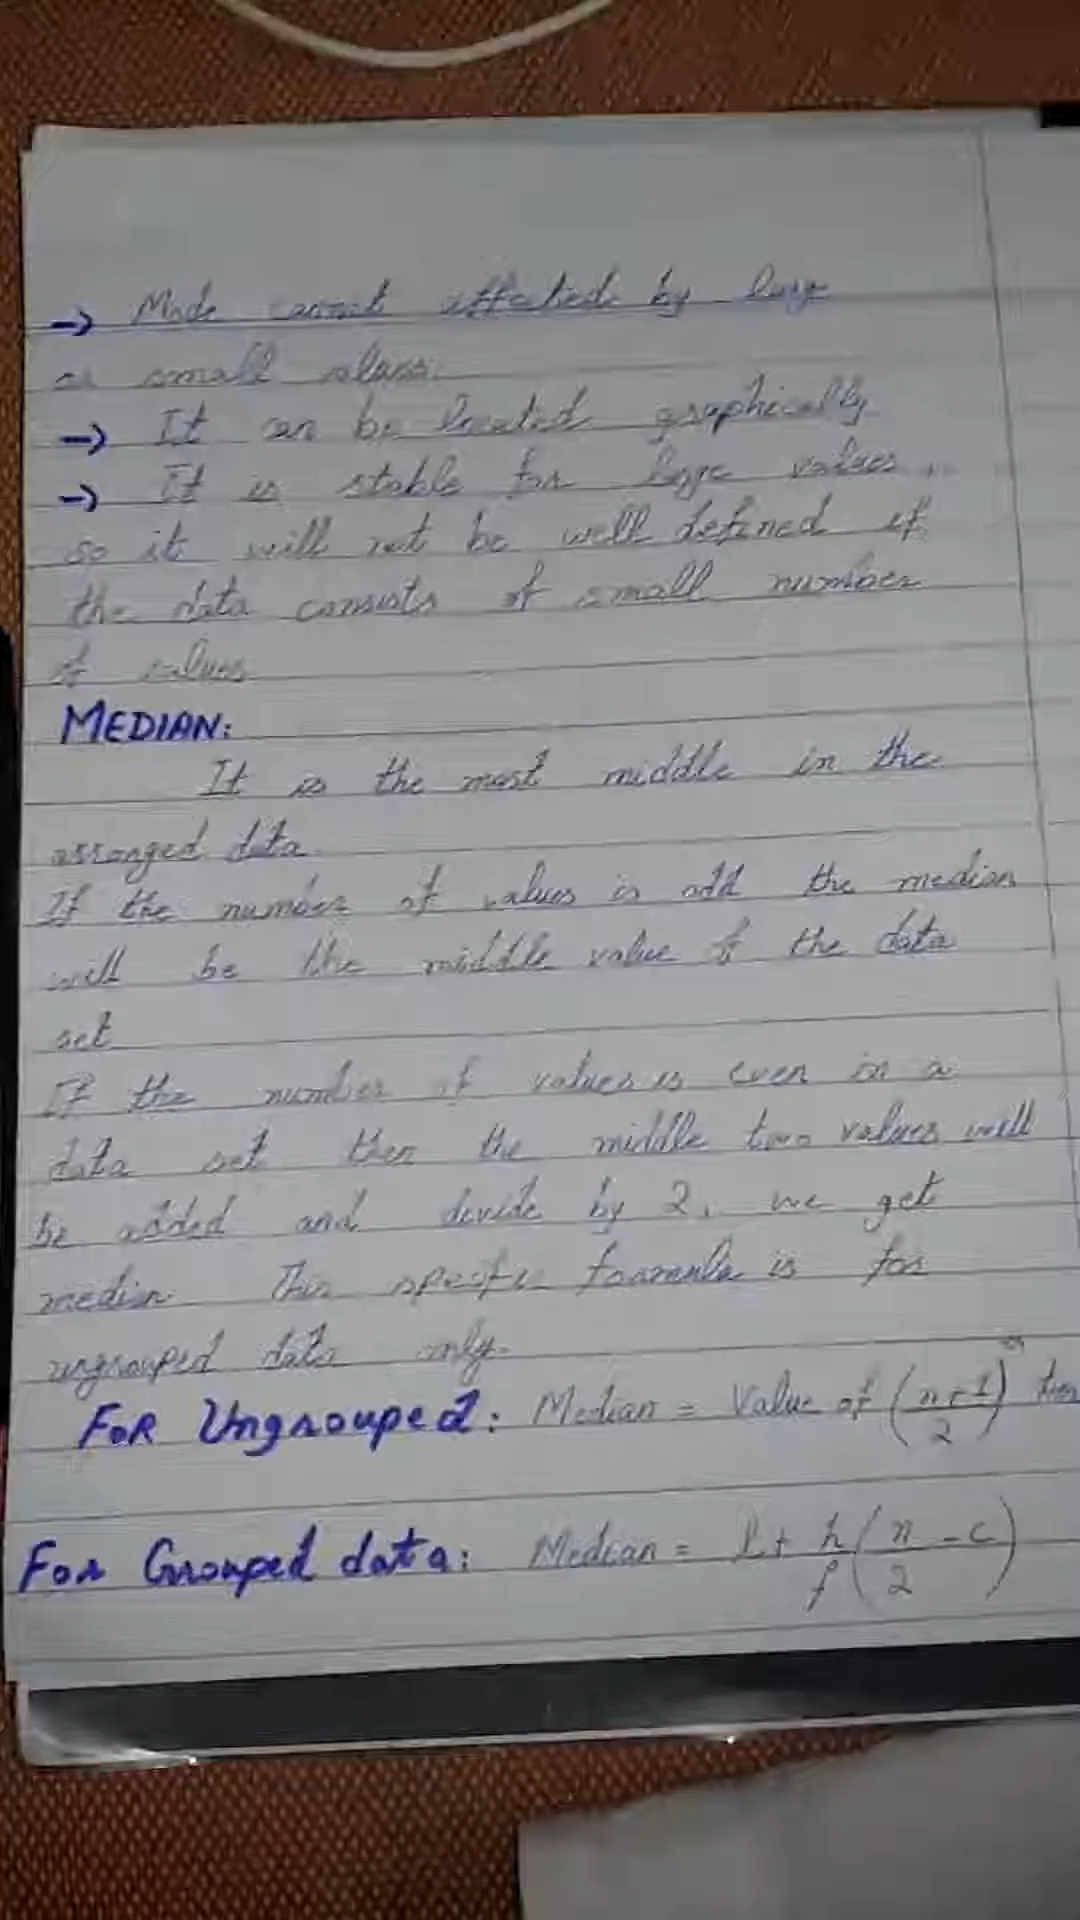 → Mode cannot affected by large
or small values.
→ It can be located graphically
→ It is stable for large values,
so it will not be well defined if
the data consists of small number
of values
MEDIAN:
It is the most middle in the
arranged data.
If the number of values is odd the median
will be the middle value of the data
set
If the number of values is even in a
data set then the middle two values will
be added and devide by 2, we get
median. This specific formula is for
ungrouped data only.
FOR Ungrouped: Median = Value of (n+1/2)th
For Grouped data: Median = l + h/f (n/2 - c)